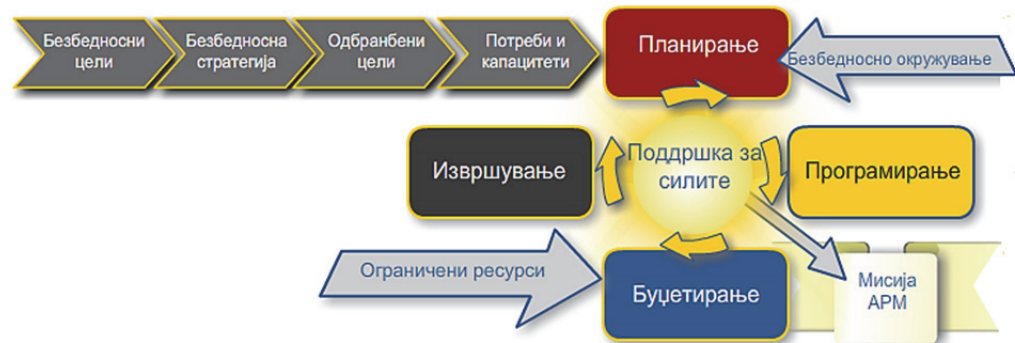 Безбедносни
цели
Безбедносна
стратегија
Одбранбени
цели
Потреби и
капацитети
Планирање
Безбедносно окружување
Извршување
Поддршка за
силите
Програмирање
Ограничени ресурси
Буџетирање
Мисија
АРМ